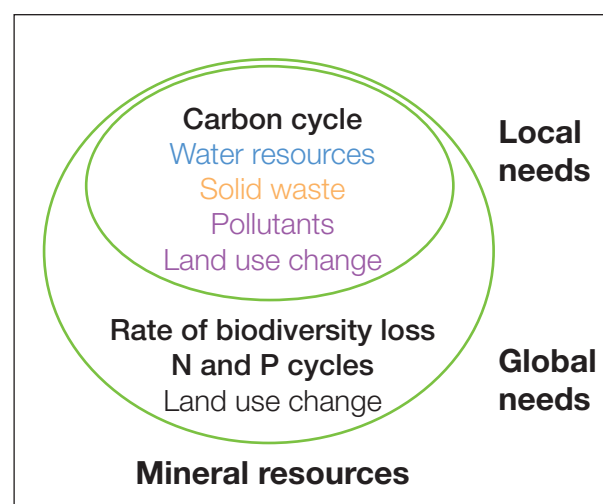 Carbon cycle
Water resources
Solid waste
Pollutants
Land use change
Local
needs
Rate of biodiversity loss
N and P cycles
Land use change
Global
needs
Mineral resources